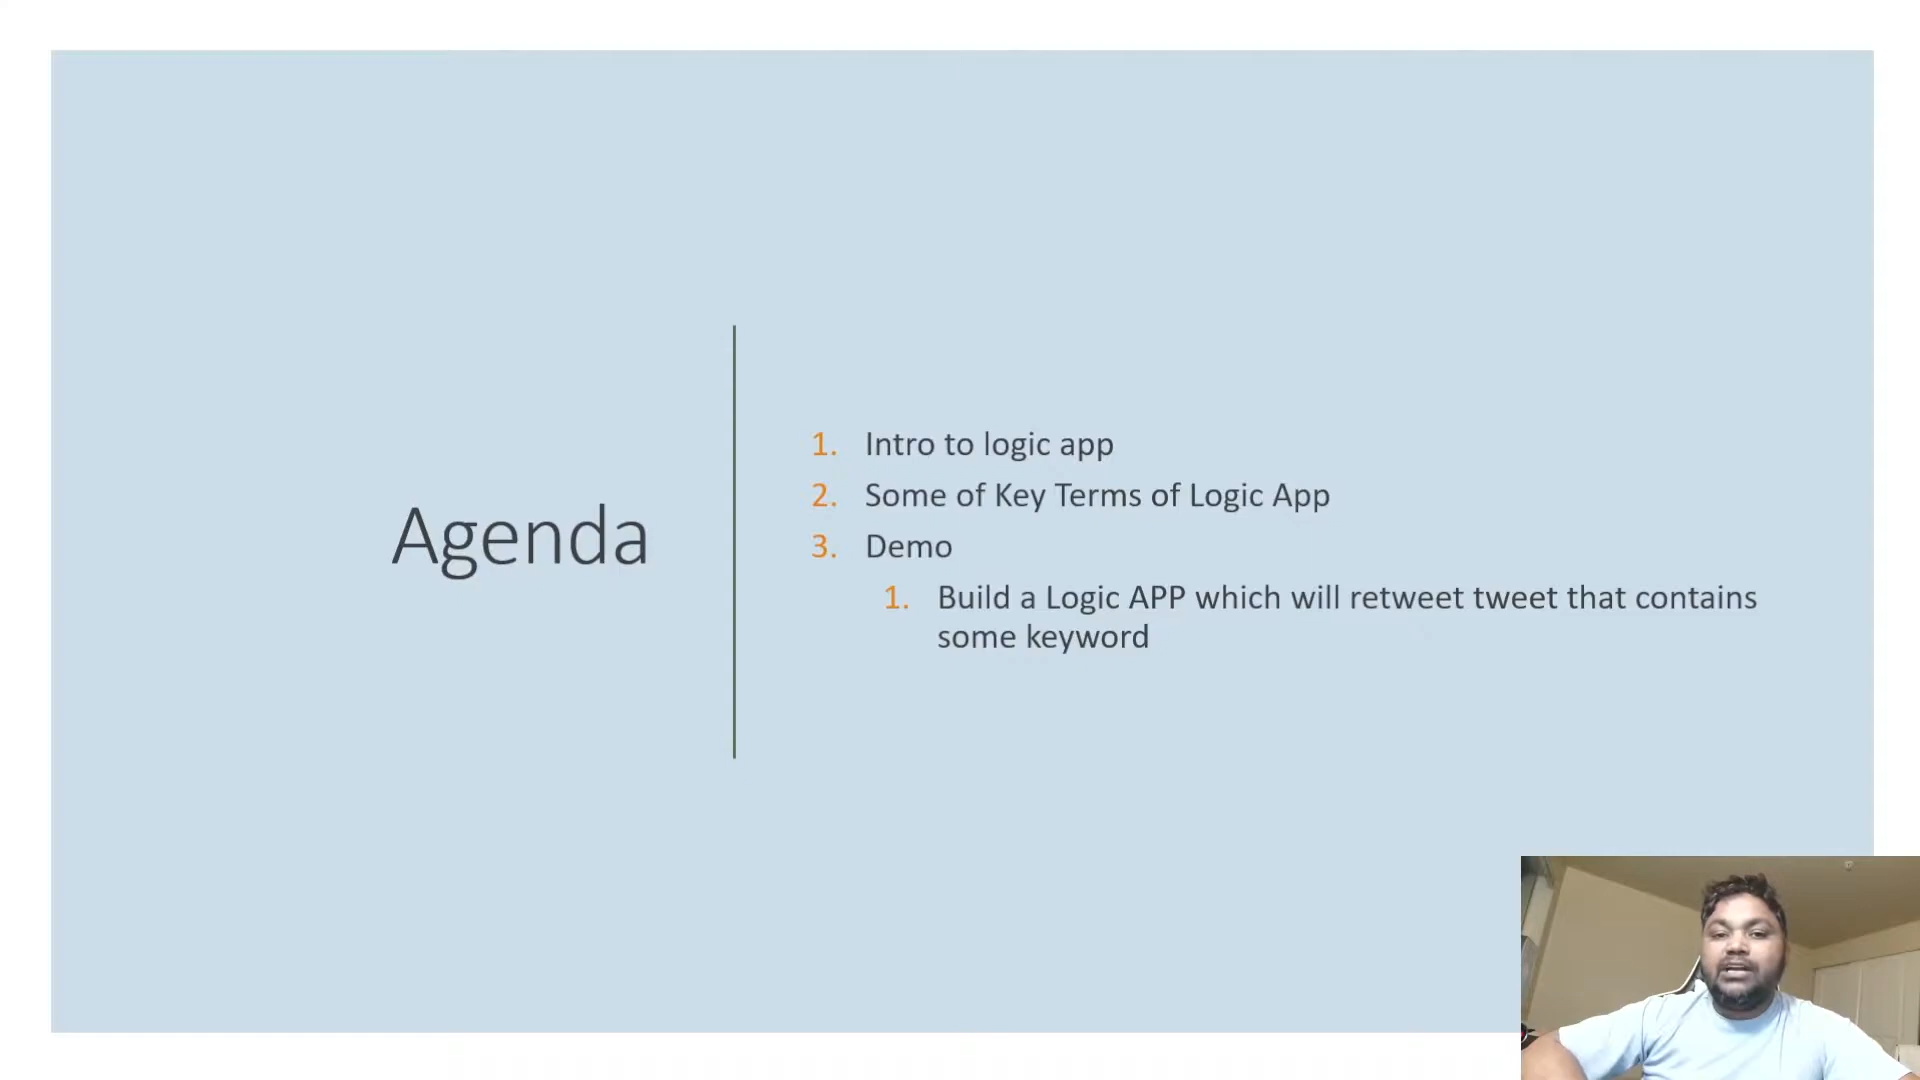 Agenda
1. Intro to logic app
2. Some of Key Terms of Logic App
3. Demo
1. Build a Logic APP which will retweet tweet that contains
some keyword